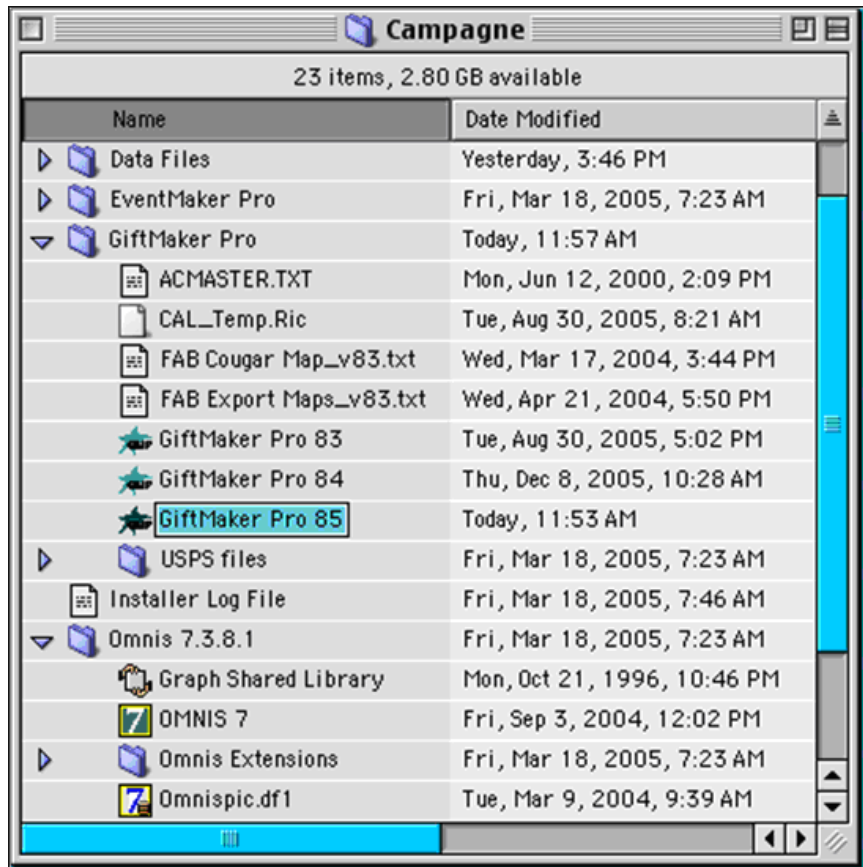 Campagne
23 items, 2.80 GB available
Name Date Modified
Data Files Yesterday, 3:46 PM
EventMaker Pro Fri, Mar 18, 2005, 7:23 AM
GiftMaker Pro Today, 11:57 AM
ACMASTER.TXT Mon, Jun 12, 2000, 2:09 PM
CAL_Temp.Ric Tue, Aug 30, 2005, 8:21 AM
FAB Cougar Map_v83.txt Wed, Mar 17, 2004, 3:44 PM
FAB Export Maps_v83.txt Wed, Apr 21, 2004, 5:50 PM
GiftMaker Pro 83 Tue, Aug 30, 2005, 5:02 PM
GiftMaker Pro 84 Thu, Dec 8, 2005, 10:28 AM
GiftMaker Pro 85 Today, 11:53 AM
USPS files Fri, Mar 18, 2005, 7:23 AM
Installer Log File Fri, Mar 18, 2005, 7:46 AM
Omnis 7.3.8.1 Fri, Mar 18, 2005, 7:23 AM
Graph Shared Library Mon, Oct 21, 1996, 10:46 PM
7 OMNIS 7 Fri, Sep 3, 2004, 12:02 PM
Omnis Extensions Fri, Mar 18, 2005, 7:23 AM
7 Omnispic.df1 Tue, Mar 9, 2004, 9:39 AM